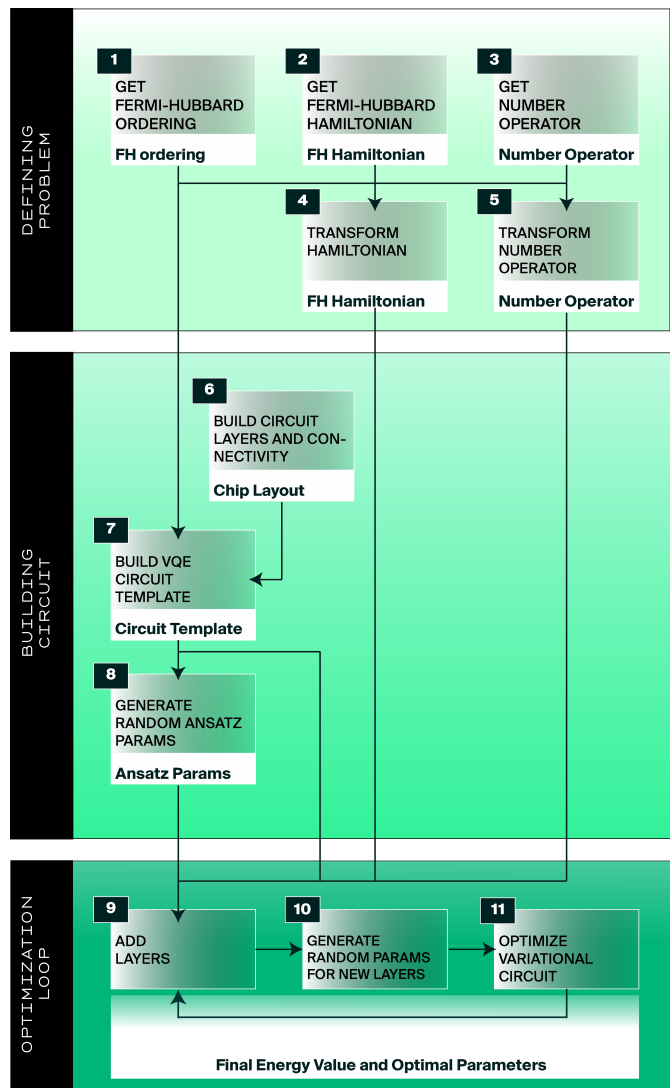 DEFINING
PROBLEM
1
GET
FERMI-HUBBARD
ORDERING
FH ordering
2
GET
FERMI-HUBBARD
HAMILTONIAN
FH Hamiltonian
3
GET
NUMBER
OPERATOR
Number Operator
4
TRANSFORM
HAMILTONIAN
FH Hamiltonian
5
TRANSFORM
NUMBER
OPERATOR
Number Operator
BUILDING
CIRCUIT
6
BUILD CIRCUIT
LAYERS AND CON-
NECTIVITY
Chip Layout
7
BUILD VQE
CIRCUIT
TEMPLATE
Circuit Template
8
GENERATE
RANDOM ANSATZ
PARAMS
Ansatz Params
OPTIMIZATION
LOOP
9
ADD
LAYERS
10
GENERATE
RANDOM PARAMS
FOR NEW LAYERS
11
OPTIMIZE
VARIATIONAL
CIRCUIT
Final Energy Value and Optimal Parameters